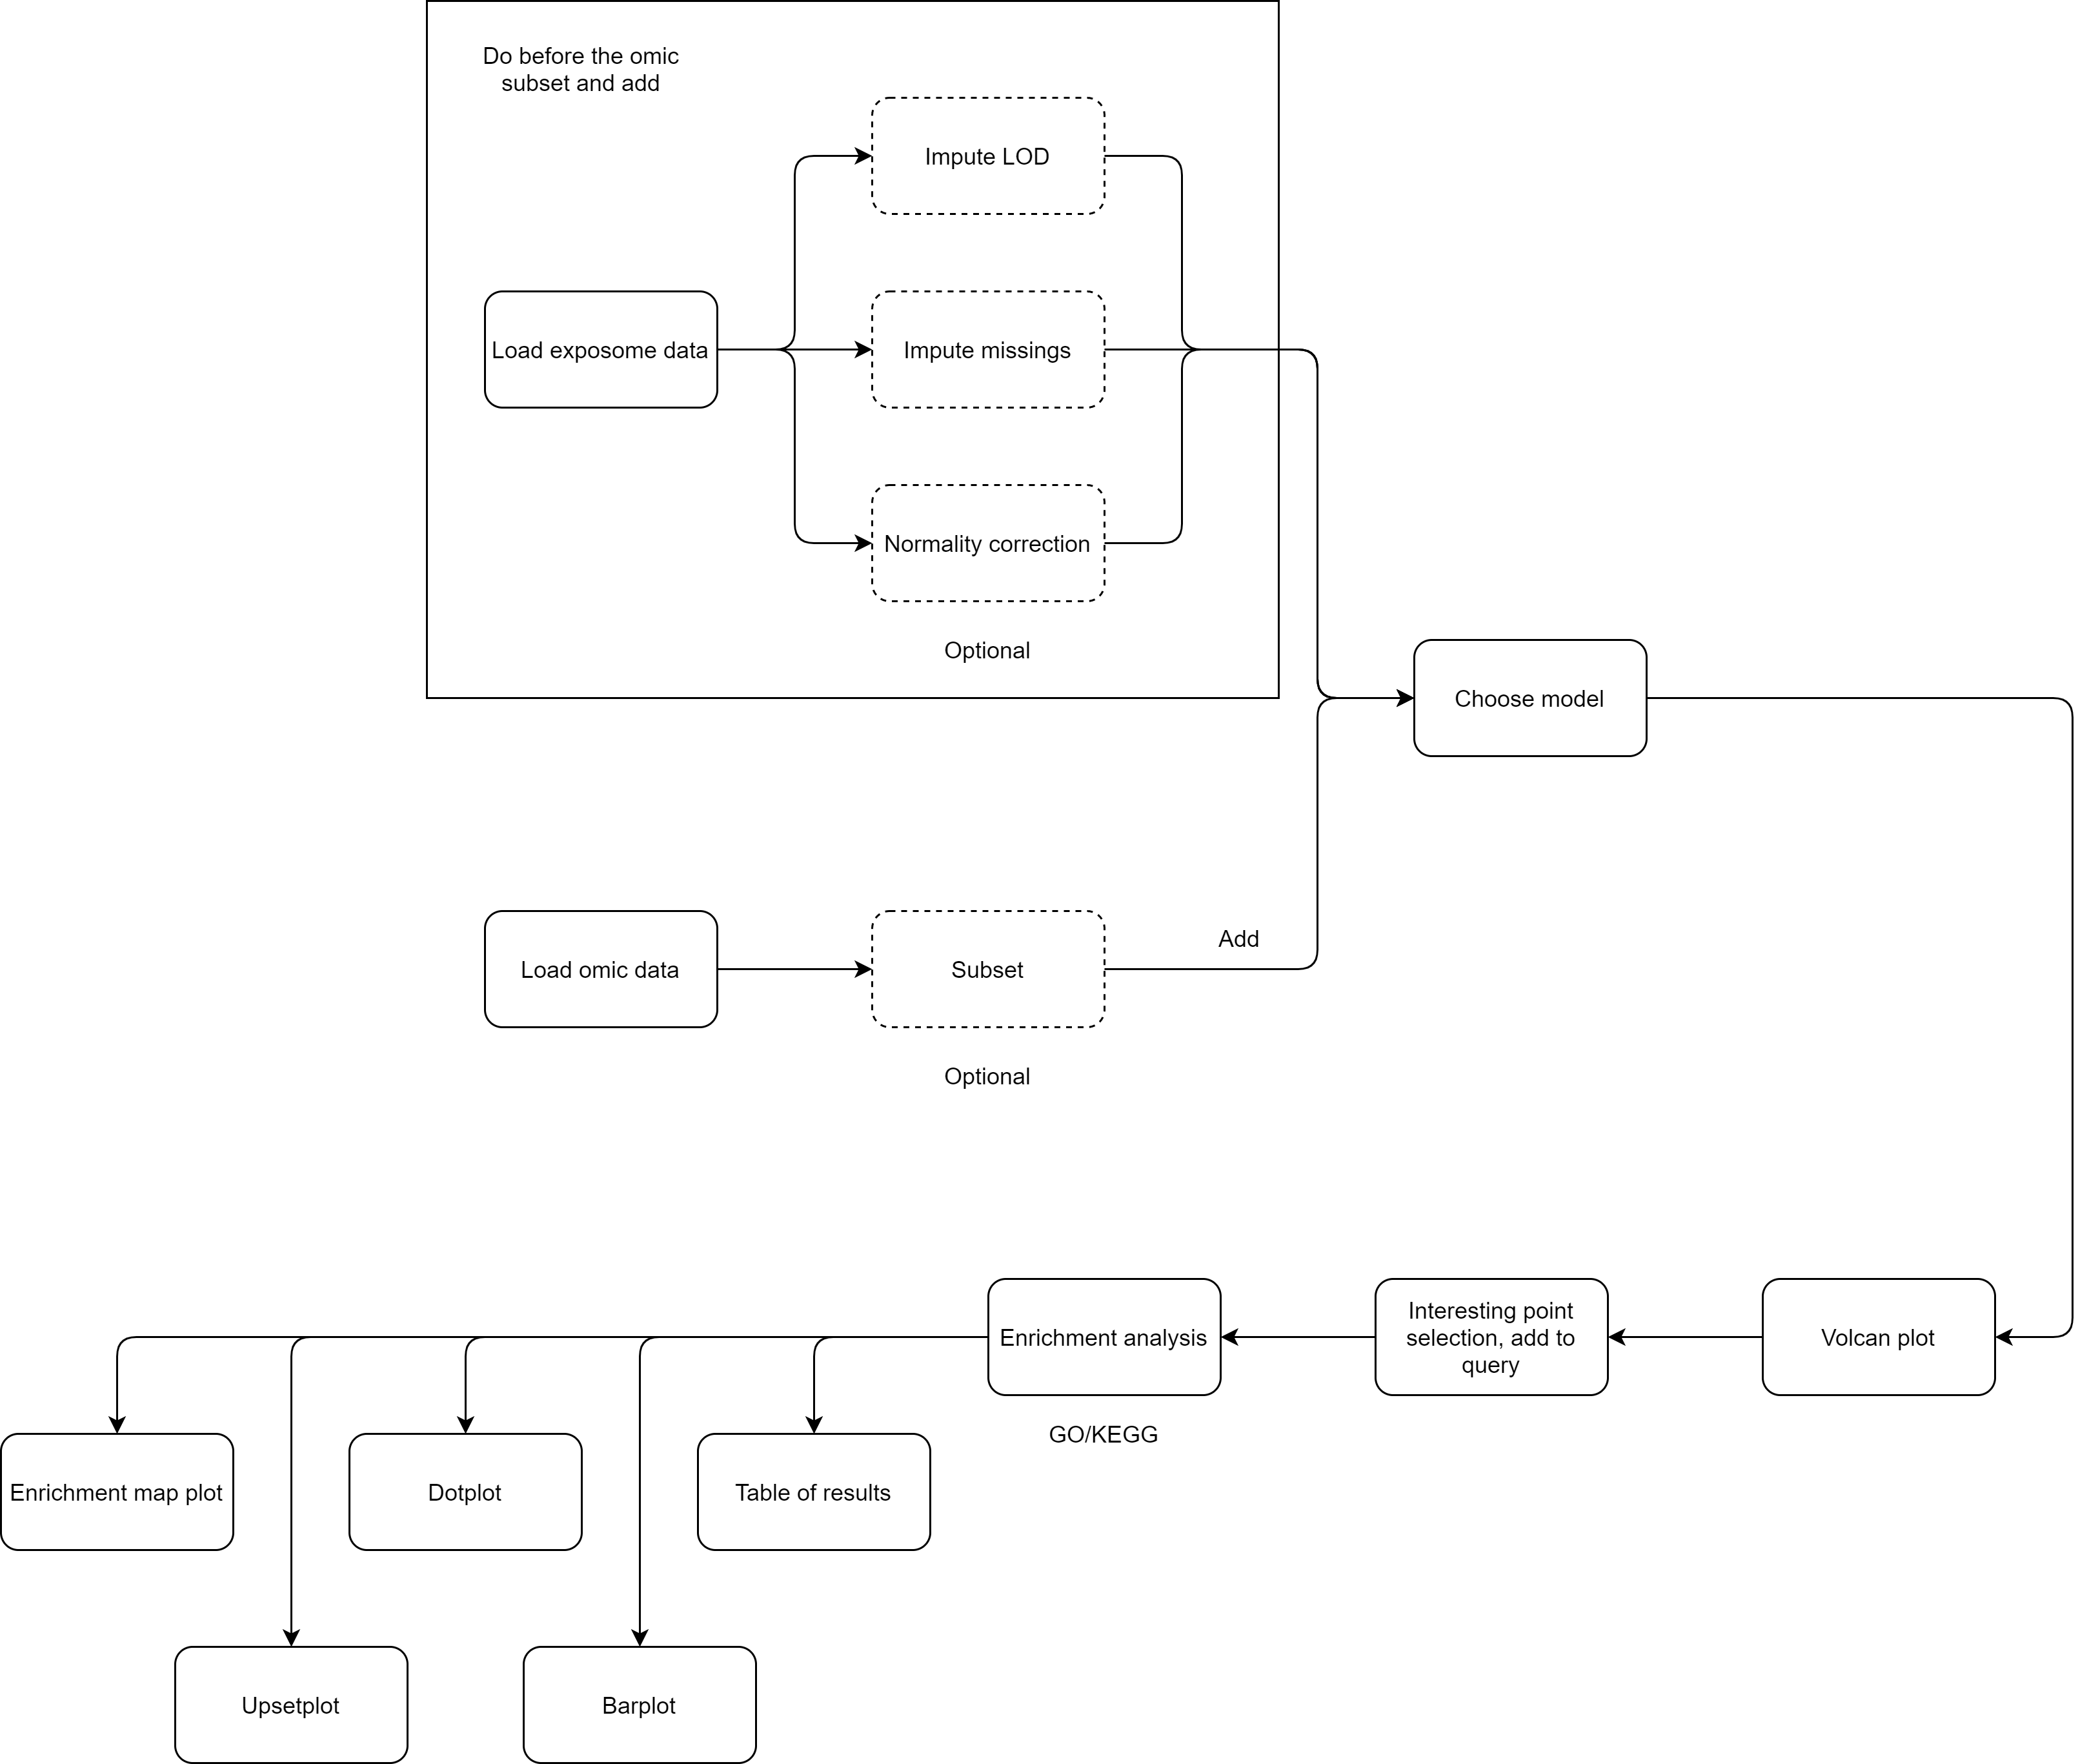 Do before the omic
subset and add
Impute LOD
Load exposome data
Impute missings
Normality correction
Optional
Choose model
Add
Load omic data
Subset
Optional
Enrichment analysis
Interesting point
selection, add to
query
Volcan plot
GO/KEGG
Enrichment map plot
Dotplot
Table of results
Upsetplot
Barplot